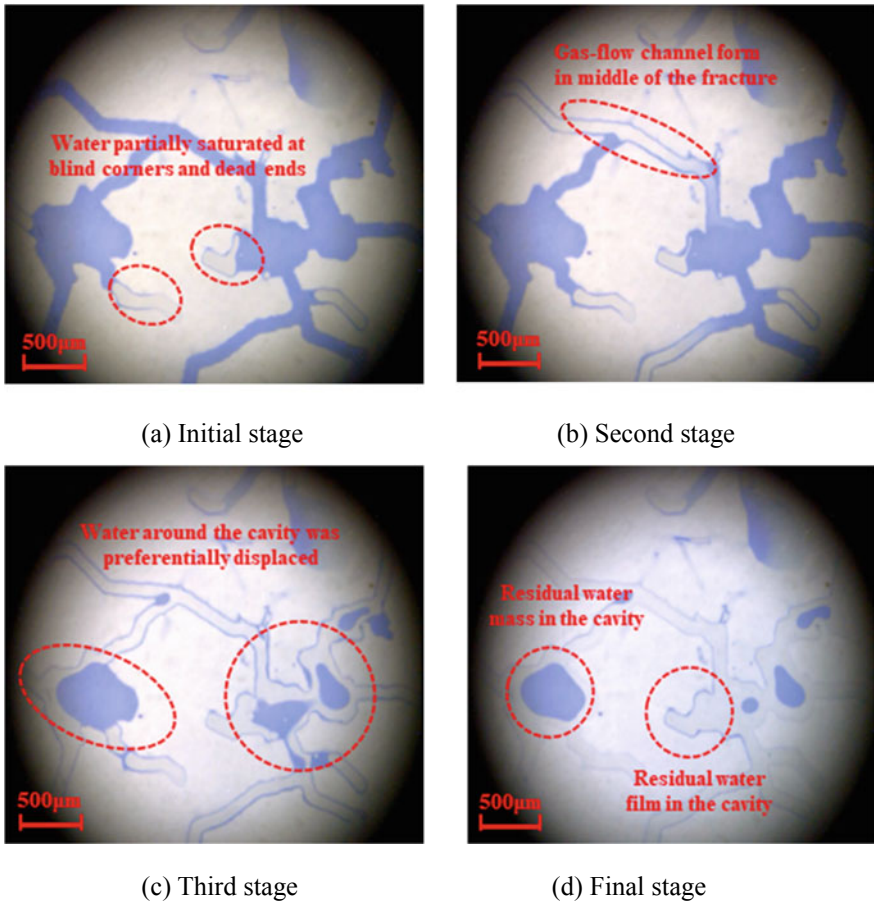 Water partially saturated at
blind corners and dead ends
500μm
Gas-flow channel form
in middle of the fracture
500μm
(a) Initial stage
(b) Second stage
Water around the cavity was
preferentially displaced
500μm
Residual water
mass in the cavity
Residual water
film in the cavity
500μm
(c) Third stage
(d) Final stage